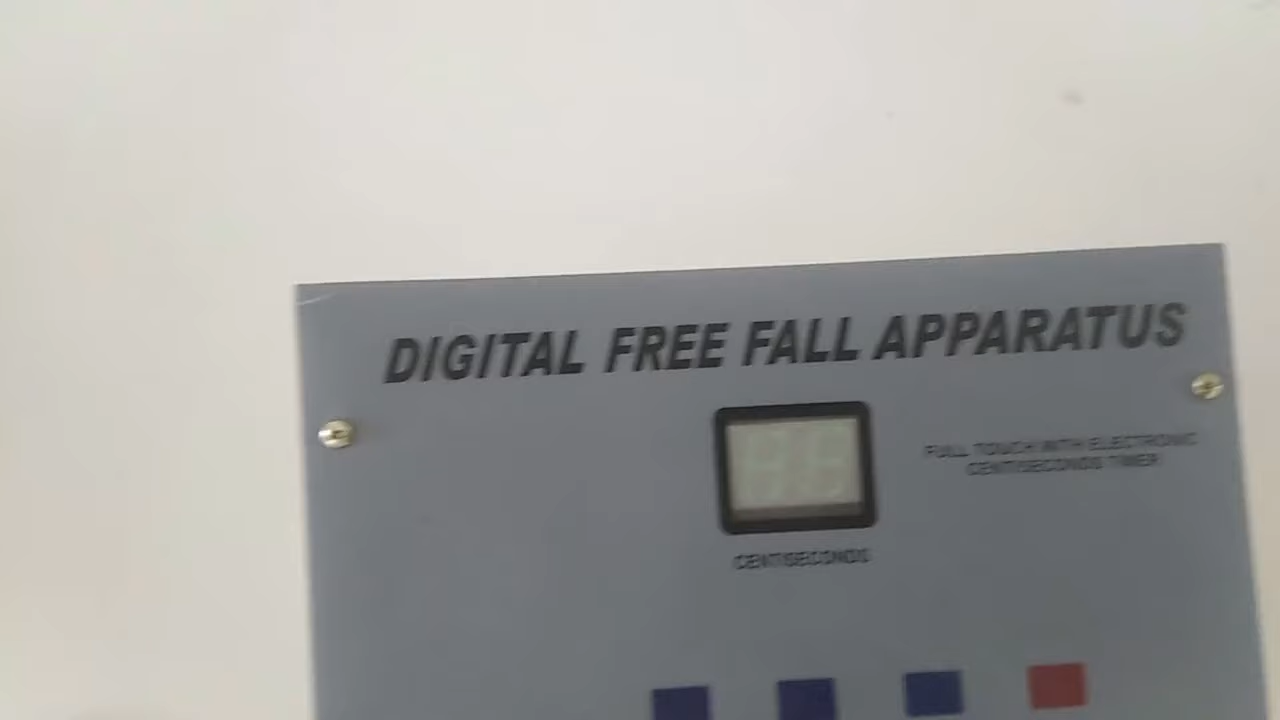 DIGITAL FREE FALL APPARATUS
FULL TOUCH WITH ELECTRONIC
CENTISECONDS TIMER
CENTISECONDS